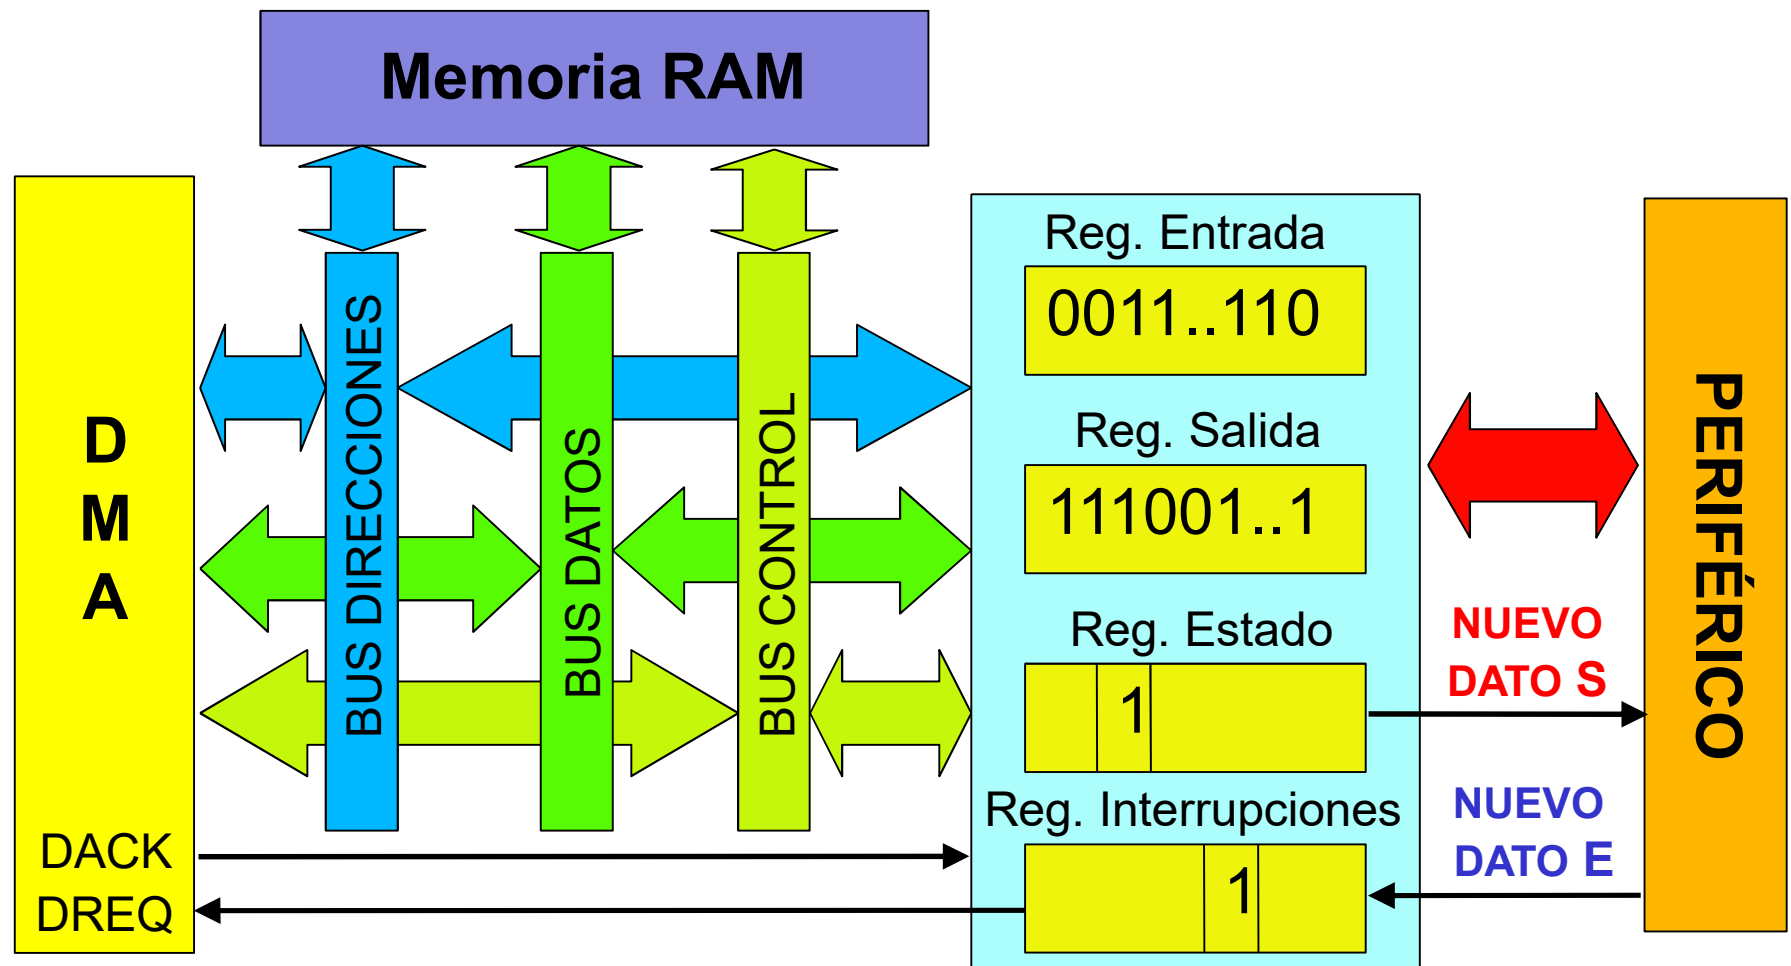 Memoria RAM
D
M
A
DACK
DREQ
BUS DIRECCIONES
BUS DATOS
BUS CONTROL
Reg. Entrada
0011..110
Reg. Salida
111001..1
Reg. Estado
1
Reg. Interrupciones
1
NUEVO
DATO S
NUEVO
DATO E
PERIFÉRICO